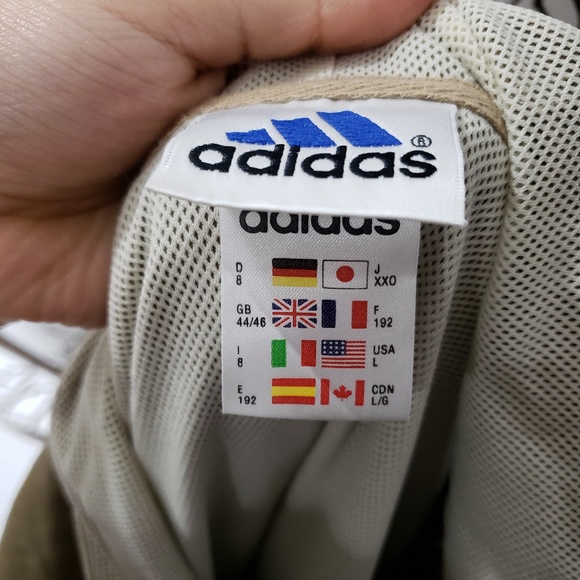 adidas®
adidas
D J
8 XXO
GB F
44/46 192
I USA
8 L
E CDN
192 L/G